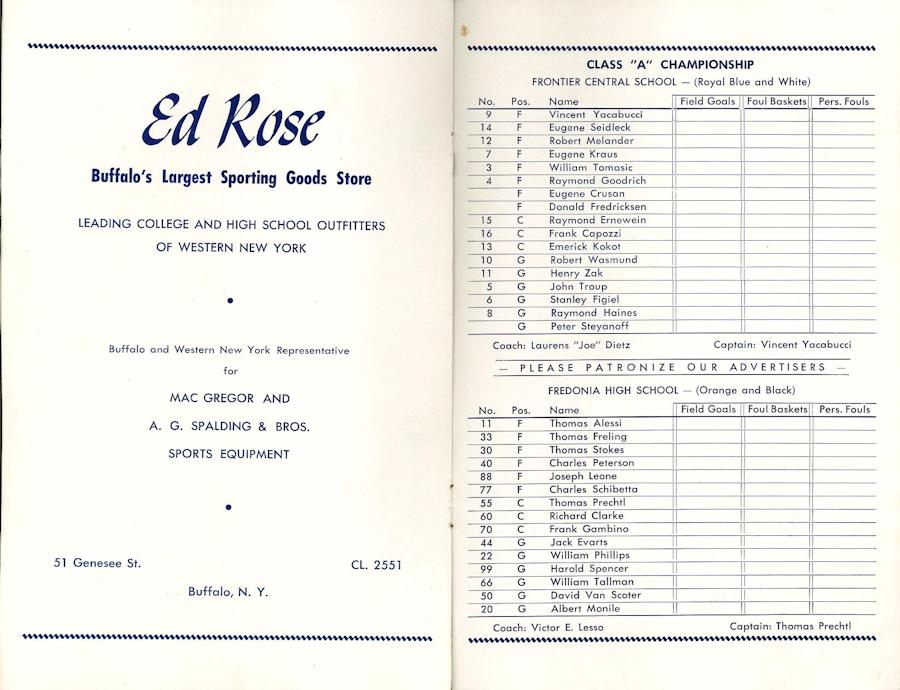 Ed Rose
Buffalo's Largest Sporting Goods Store
LEADING COLLEGE AND HIGH SCHOOL OUTFITTERS
OF WESTERN NEW YORK
Buffalo and Western New York Representative
for
MAC GREGOR AND
A. G. SPALDING & BROS.
SPORTS EQUIPMENT
51 Genesee St. CL. 2551
Buffalo, N. Y.
CLASS "A" CHAMPIONSHIP
FRONTIER CENTRAL SCHOOL — (Royal Blue and White)
No. Pos. Name Field Goals Foul Baskets Pers. Fouls
9 F Vincent Yacabucci
14 F Eugene Seidleck
12 F Robert Melander
7 F Eugene Kraus
3 F William Tomasic
4 F Raymond Goodrich
F Eugene Crusan
F Donald Fredricksen
15 C Raymond Ernewein
16 C Frank Capozzi
13 C Emerick Kokot
10 G Robert Wasmund
11 G Henry Zak
5 G John Troup
6 G Stanley Figiel
8 G Raymond Haines
G Peter Steyanoff
Coach: Laurens "Joe" Dietz Captain: Vincent Yacabucci
— PLEASE PATRONIZE OUR ADVERTISERS —
FREDONIA HIGH SCHOOL — (Orange and Black)
No. Pos. Name Field Goals Foul Baskets Pers. Fouls
11 F Thomas Alessi
33 F Thomas Freling
30 F Thomas Stokes
40 F Charles Peterson
88 F Joseph Leone
77 F Charles Schibetta
55 C Thomas Prechtl
60 C Richard Clarke
70 C Frank Gambino
44 G Jack Evarts
22 G William Phillips
99 G Harold Spencer
66 G William Tallman
50 G David Van Scoter
20 G Albert Monile
Coach: Victor E. Lesso Captain: Thomas Prechtl